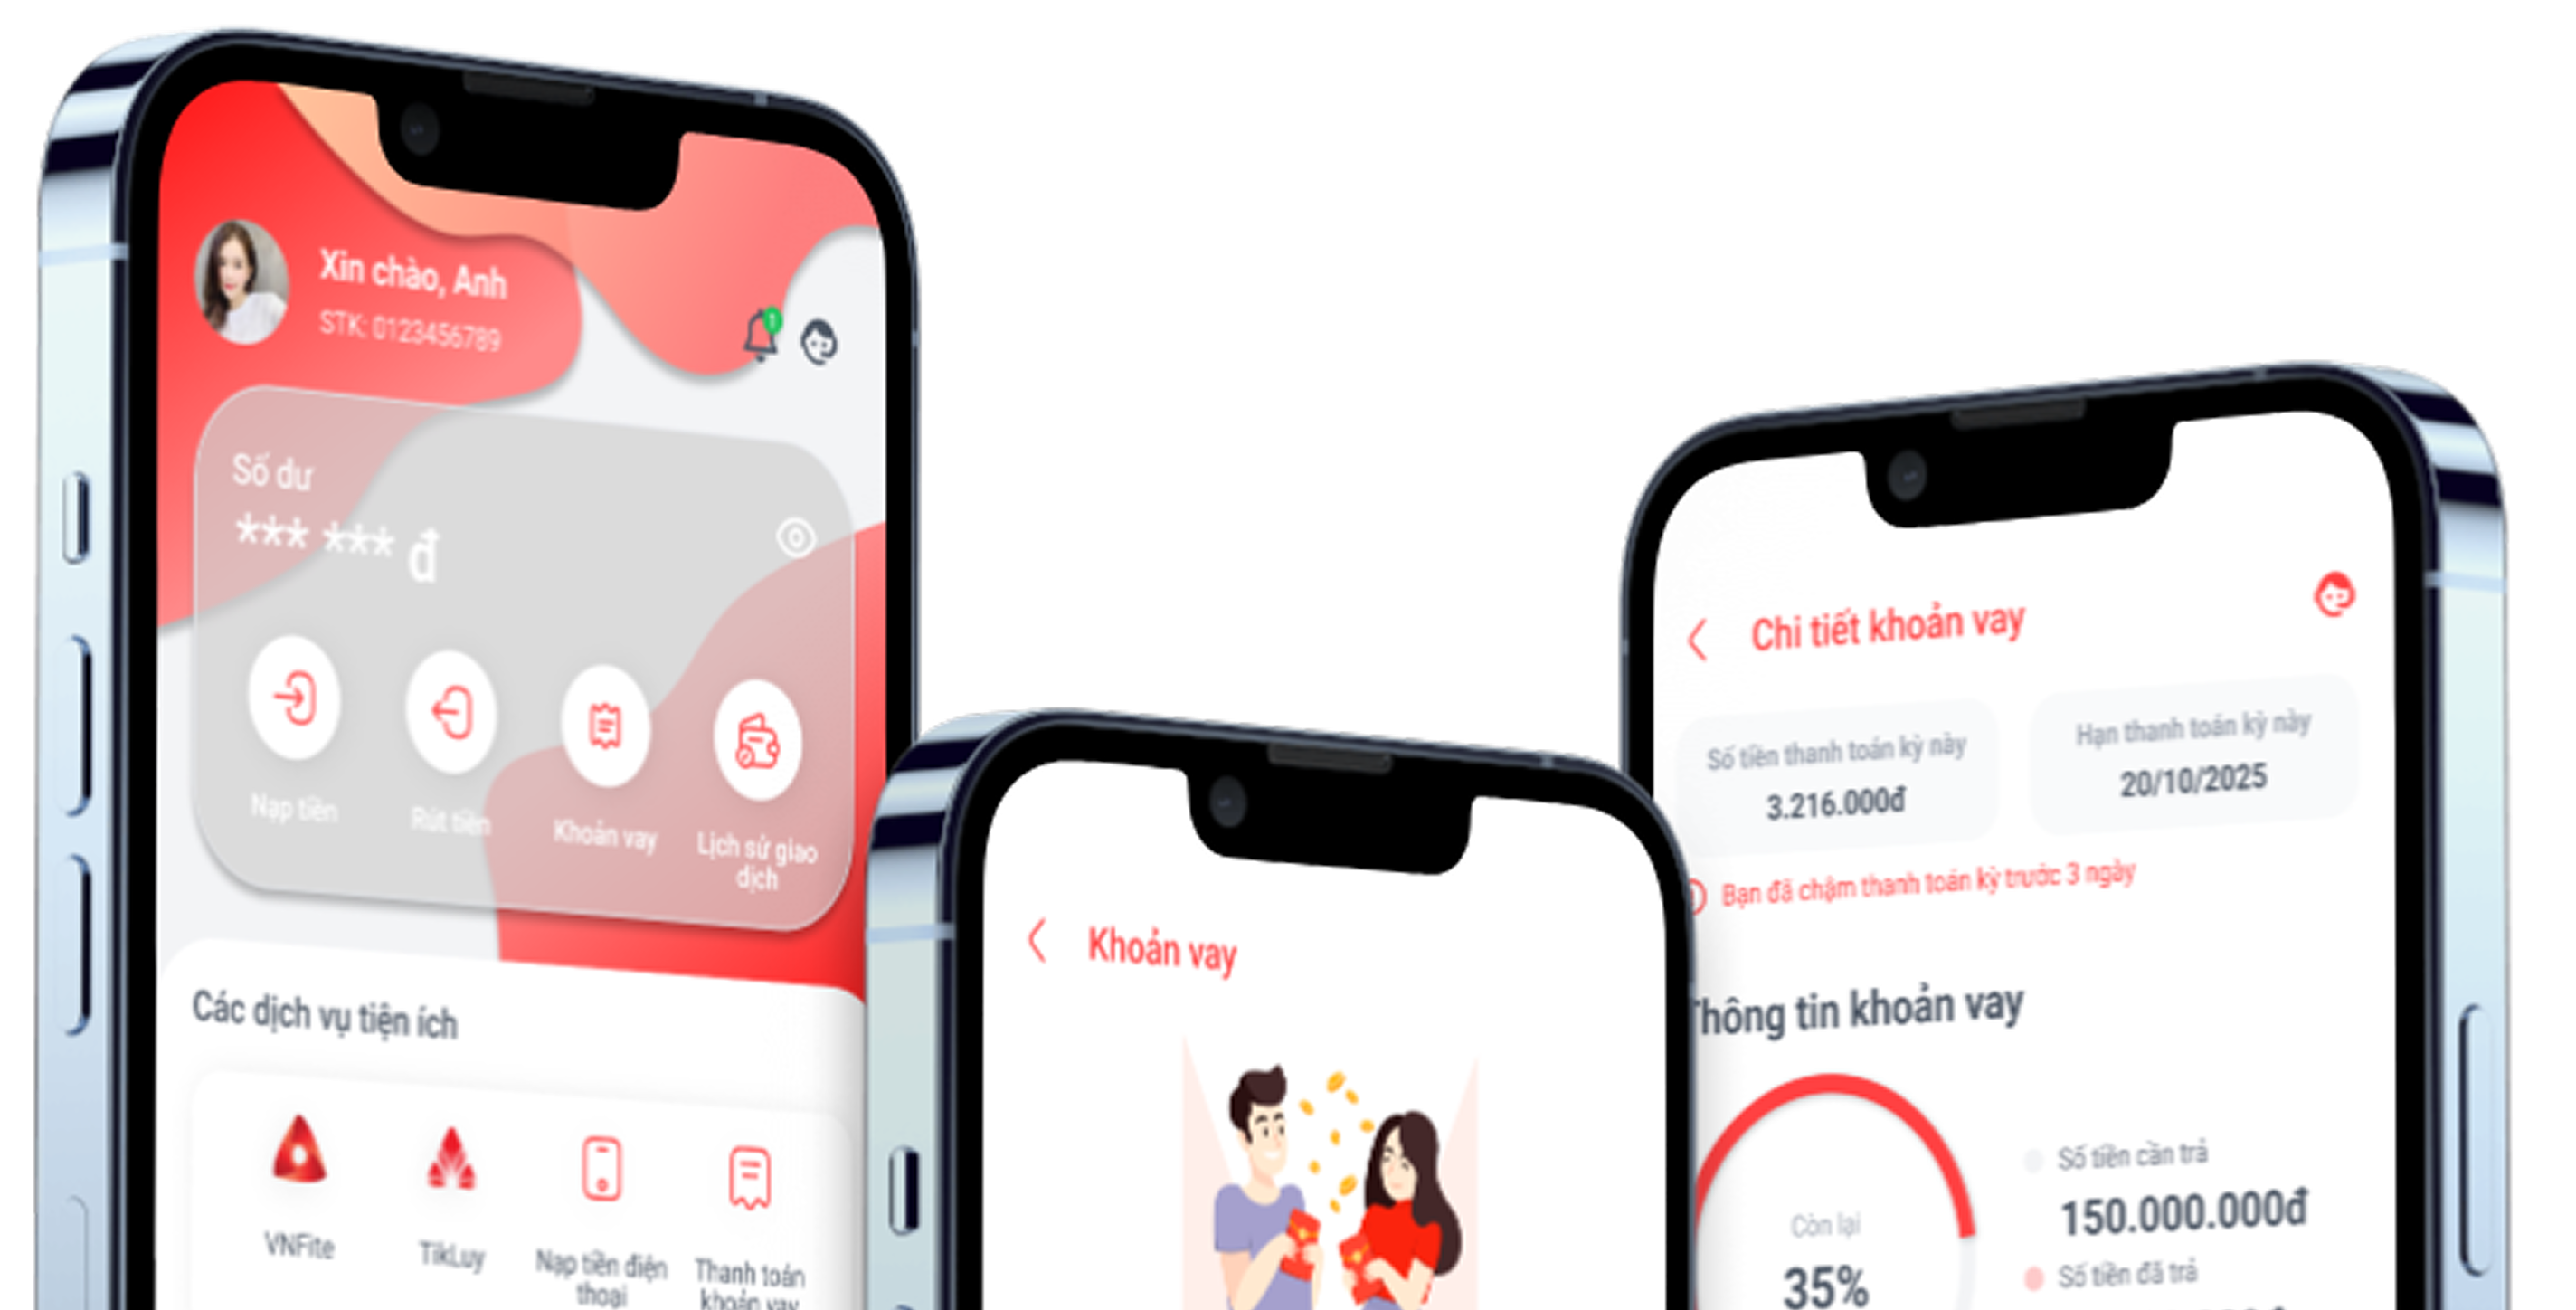 Xin chào, Anh
STK: 0123456789
1
Số dư
*** *** đ
Nạp tiền
Rút tiền
Khoản vay
Lịch sử giao
dịch
Các dịch vụ tiện ích
VNFite
TikLuy
Nạp tiền điện
thoại
Thanh toán
khoản vay
Khoản vay
Chi tiết khoản vay
Số tiền thanh toán kỳ này
3.216.000đ
Hạn thanh toán kỳ này
20/10/2025
Bạn đã chậm thanh toán kỳ trước 3 ngày
Thông tin khoản vay
Còn lại
35%
Số tiền cần trả
150.000.000đ
Số tiền đã trả